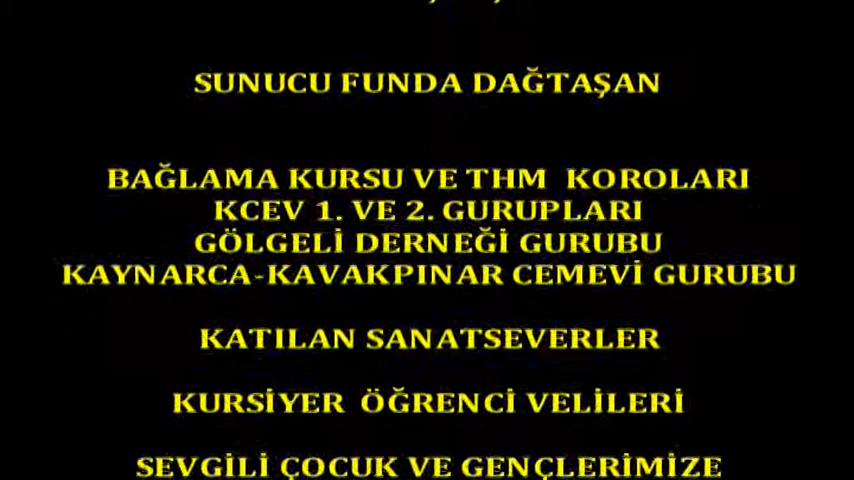 SUNUCU FUNDA DAĞTAŞAN
BAĞLAMA KURSU VE THM KOROLARI
KCEV 1. VE 2. GURUPLARI
GÖLGELİ DERNEĞİ GURUBU
KAYNARCA-KAVAKPINAR CEMEVİ GURUBU
KATILAN SANATSEVERLER
KURSİYER ÖĞRENCİ VELİLERİ
SEVGİLİ ÇOCUK VE GENÇLERİMİZE